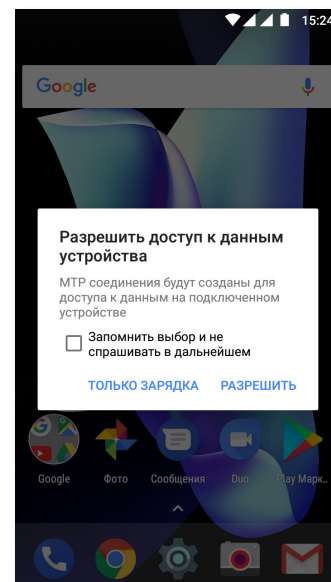 15:24
Google
Разрешить доступ к данным
устройства
MTP соединения будут созданы для
доступа к данным на подключенном
устройстве
Запомнить выбор и не
спрашивать в дальнейшем
ТОЛЬКО ЗАРЯДКА РАЗРЕШИТЬ
Google Фото Сообщения Duo Play Марк..